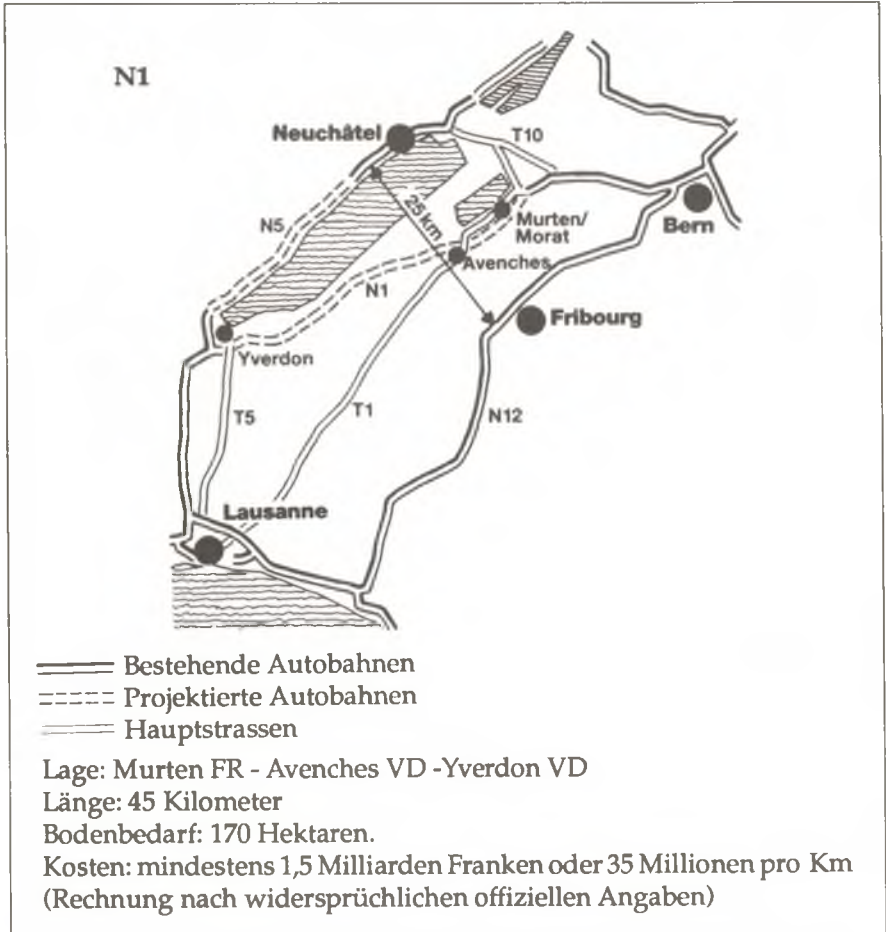 N1
Neuchâtel
T10
N5
25 km
Murten/
Morat
Bern
Avenches
N1
Fribourg
Yverdon
T5
T1
N12
Lausanne
Bestehende Autobahnen
Projektierte Autobahnen
Hauptstrassen
Lage: Murten FR - Avenches VD -Yverdon VD
Länge: 45 Kilometer
Bodenbedarf: 170 Hektaren.
Kosten: mindestens 1,5 Milliarden Franken oder 35 Millionen pro Km
(Rechnung nach widersprüchlichen offiziellen Angaben)